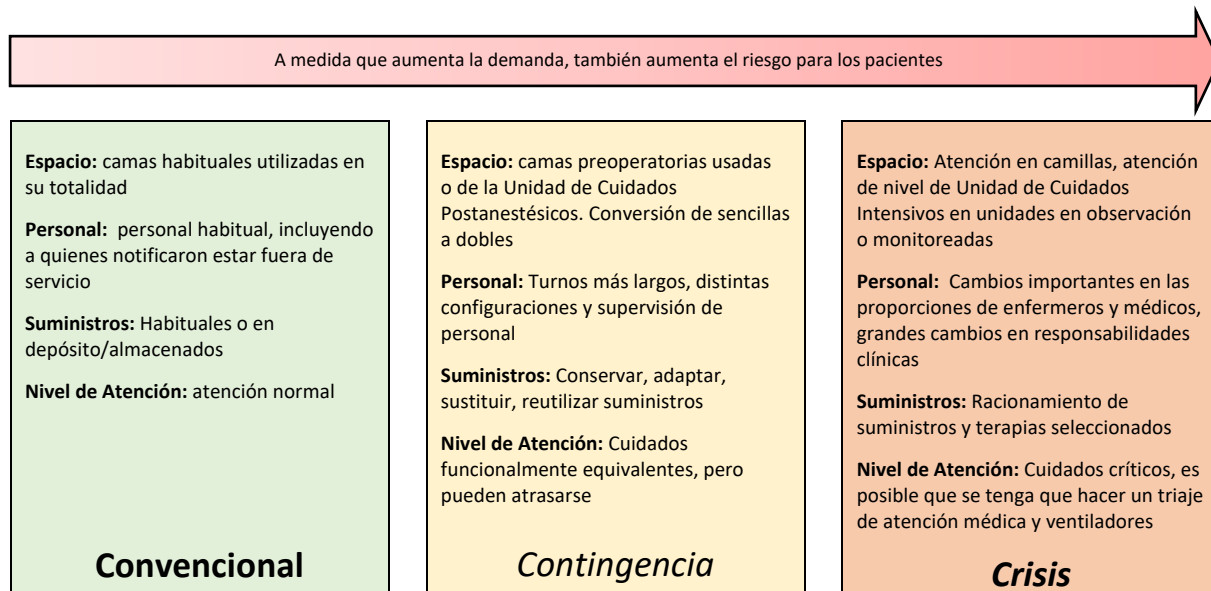 A medida que aumenta la demanda, también aumenta el riesgo para los pacientes
Espacio: camas habituales utilizadas en
su totalidad
Personal: personal habitual, incluyendo
a quienes notificaron estar fuera de
servicio
Suministros: Habituales o en
depósito/almacenados
Nivel de Atención: atención normal
Convencional
Espacio: camas preoperatorias usadas
o de la Unidad de Cuidados
Postanestésicos. Conversión de sencillas
a dobles
Personal: Turnos más largos, distintas
configuraciones y supervisión de
personal
Suministros: Conservar, adaptar,
sustituir, reutilizar suministros
Nivel de Atención: Cuidados
funcionalmente equivalentes, pero
pueden atrasarse
Contingencia
Espacio: Atención en camillas, atención
de nivel de Unidad de Cuidados
Intensivos en unidades en observación
o monitoreadas
Personal: Cambios importantes en las
proporciones de enfermeros y médicos,
grandes cambios en responsabilidades
clínicas
Suministros: Racionamiento de
suministros y terapias seleccionados
Nivel de Atención: Cuidados críticos, es
posible que se tenga que hacer un triaje
de atención médica y ventiladores
Crisis